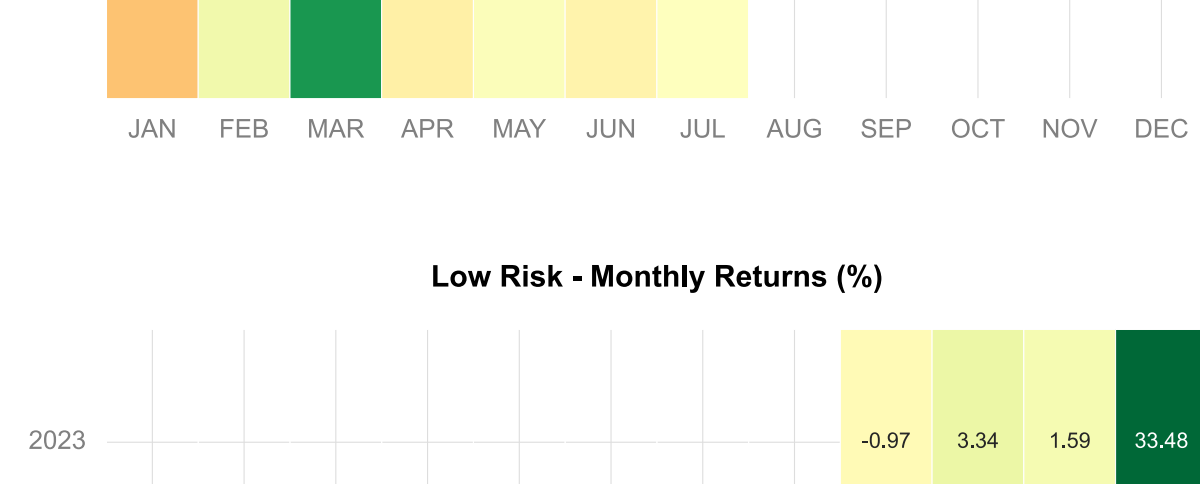 JAN FEB MAR APR MAY JUN JUL AUG SEP OCT NOV DEC
Low Risk - Monthly Returns (%)
2023 -0.97 3.34 1.59 33.48